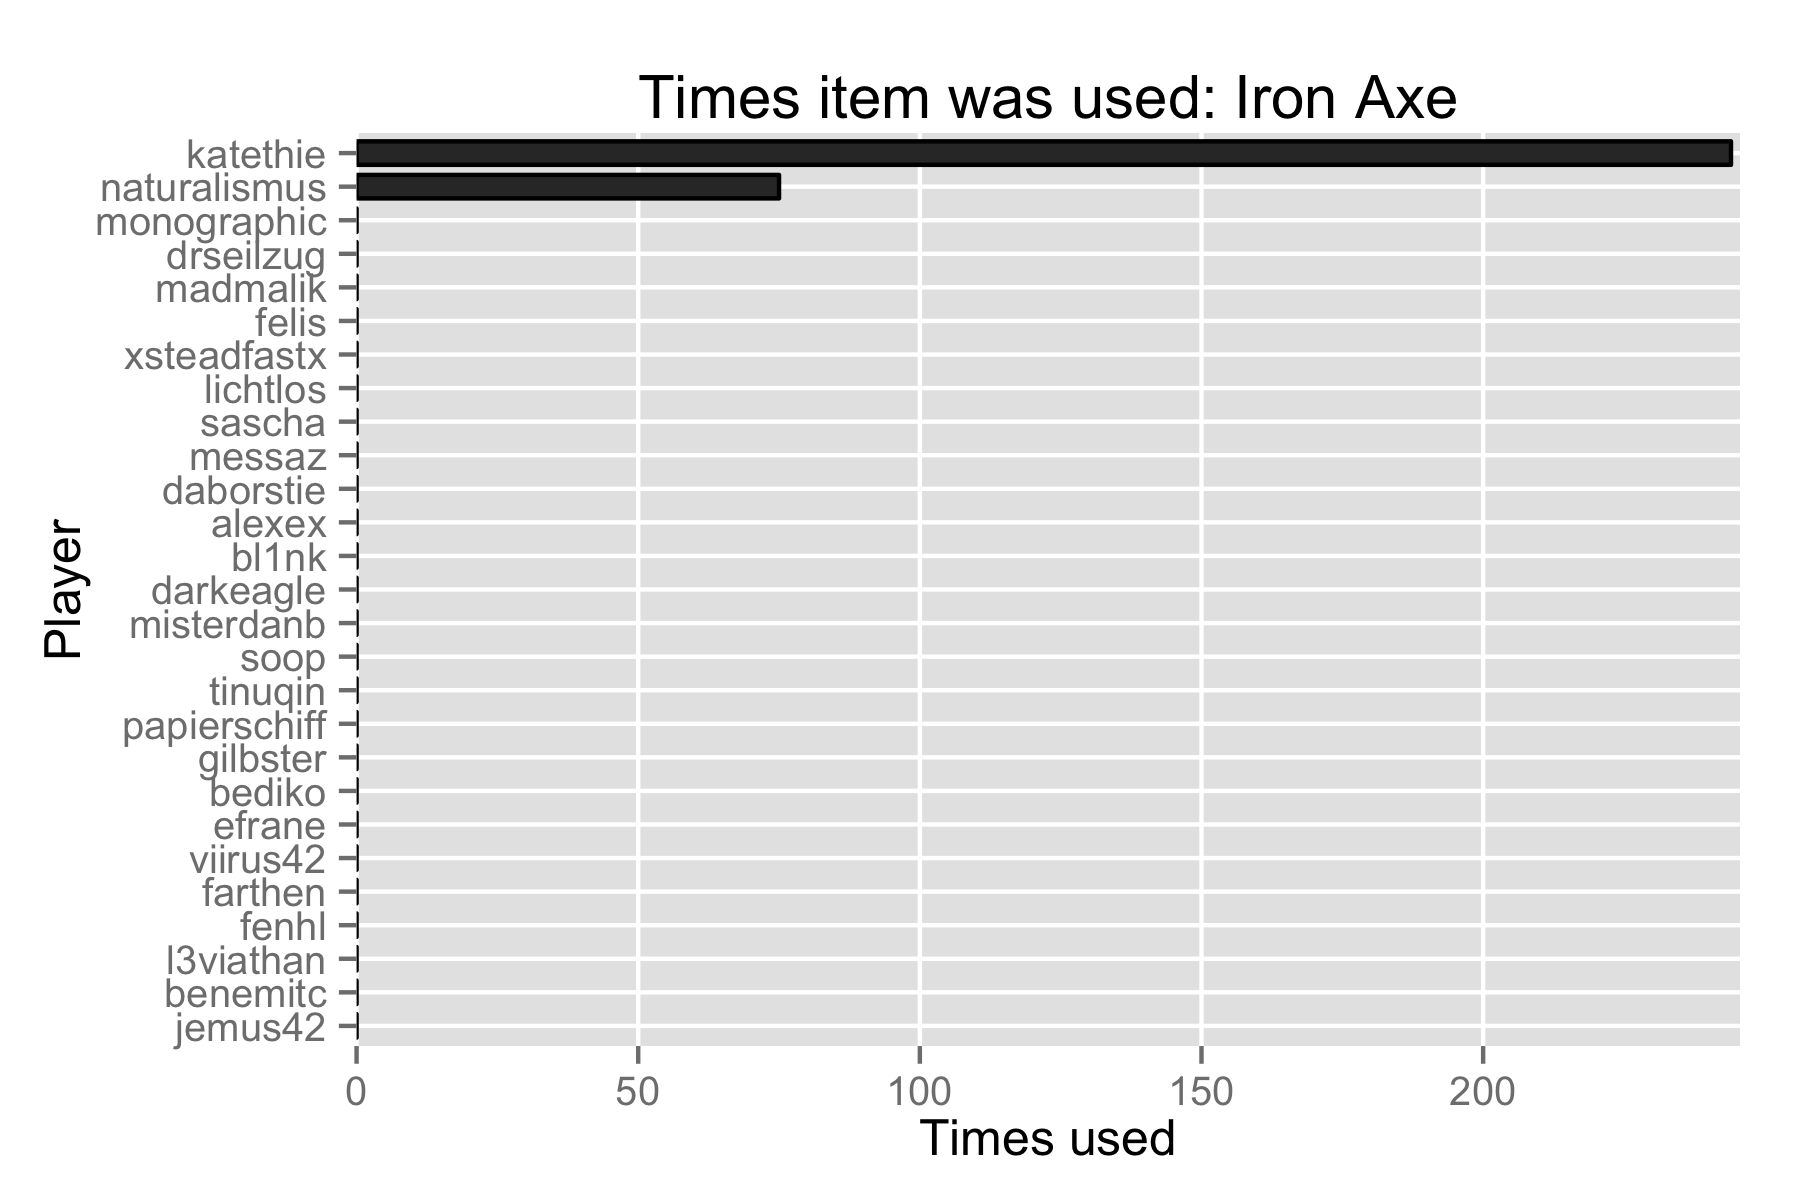 Times item was used: Iron Axe
katethie
naturalismus
monographic
drseilzug
madmalik
felis
xsteadfastx
lichtlos
sascha
messaz
daborstie
alexex
bl1nk
darkeagle
misterdanb
soop
tinuqin
papierschiff
gilbster
bediko
efrane
viirus42
farthen
fenhl
l3viathan
benemitc
jemus42
Player
0 50 100 150 200
Times used